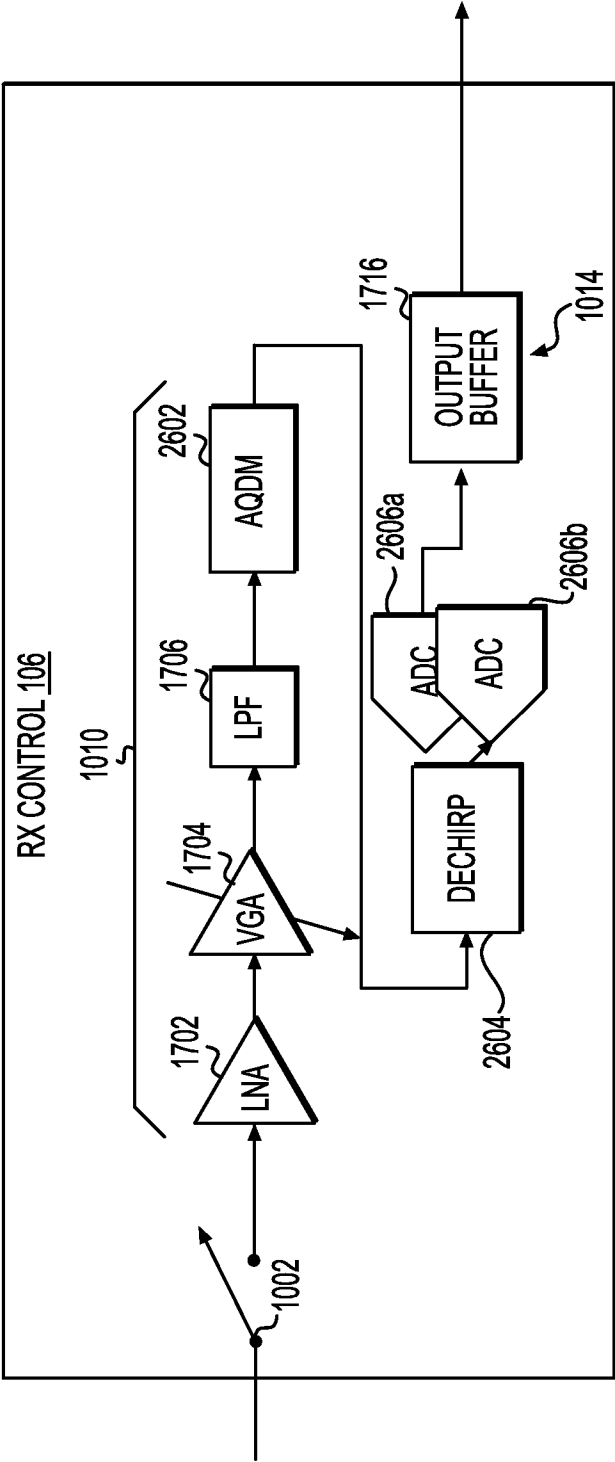 RX CONTROL 106
1010
1002
1702
LNA
1704
VGA
1706
LPF
2602
AQDM
2604
DECHIRP
2606a
ADC
2606b
ADC
1716
OUTPUT
BUFFER
1014